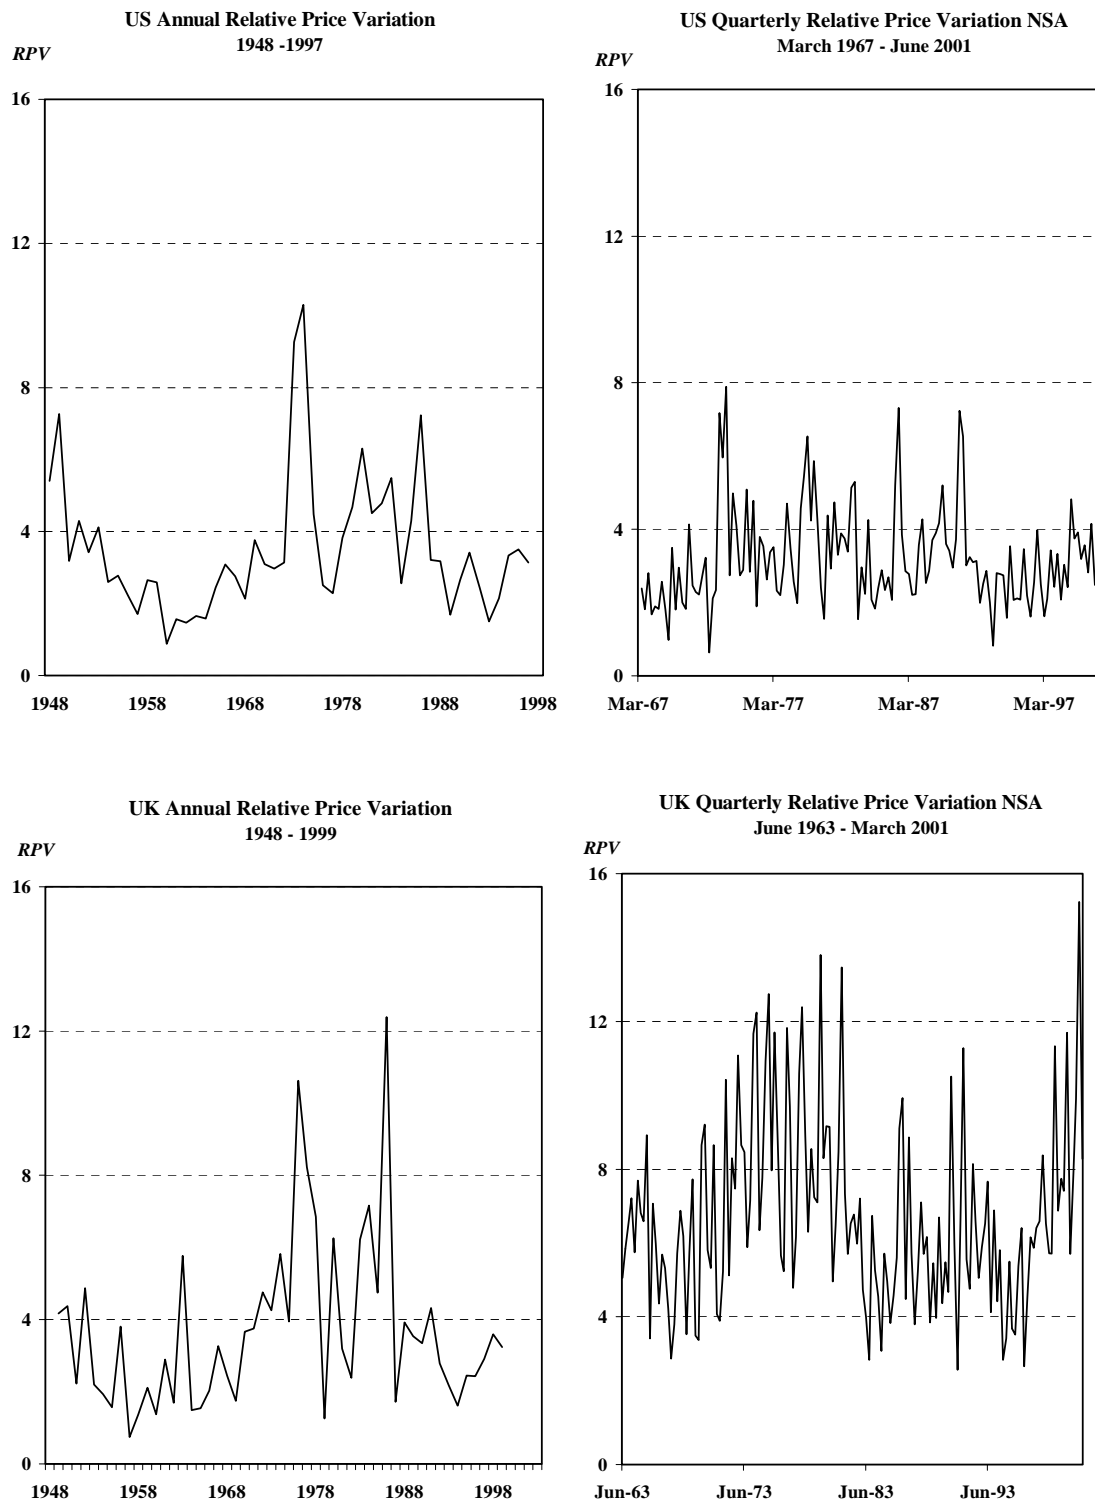 US Annual Relative Price Variation
1948 -1997
RPV
16
12
8
4
0
1948 1958 1968 1978 1988 1998
US Quarterly Relative Price Variation NSA
March 1967 - June 2001
RPV
16
12
8
4
0
Mar-67 Mar-77 Mar-87 Mar-97
UK Annual Relative Price Variation
1948 - 1999
RPV
16
12
8
4
0
1948 1958 1968 1978 1988 1998
UK Quarterly Relative Price Variation NSA
June 1963 - March 2001
RPV
16
12
8
4
0
Jun-63 Jun-73 Jun-83 Jun-93